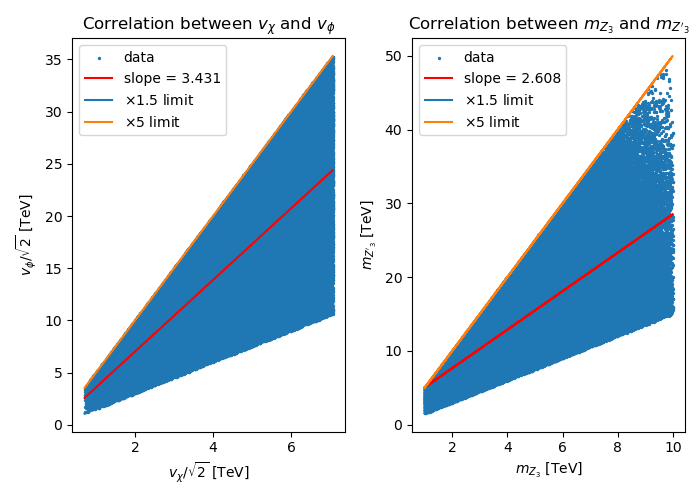 Correlation between $v_\chi$ and $v_\phi$
data
slope = 3.431
×1.5 limit
×5 limit
35
30
25
20
15
10
5
0
$v_\phi/\sqrt{2}$ [TeV]
2 4 6
$v_\chi/\sqrt{2}$ [TeV]
Correlation between $m_{Z_3}$ and $m_{Z'_3}$
data
slope = 2.608
×1.5 limit
×5 limit
50
40
30
20
10
0
$m_{Z'_3}$ [TeV]
2 4 6 8 10
$m_{Z_3}$ [TeV]